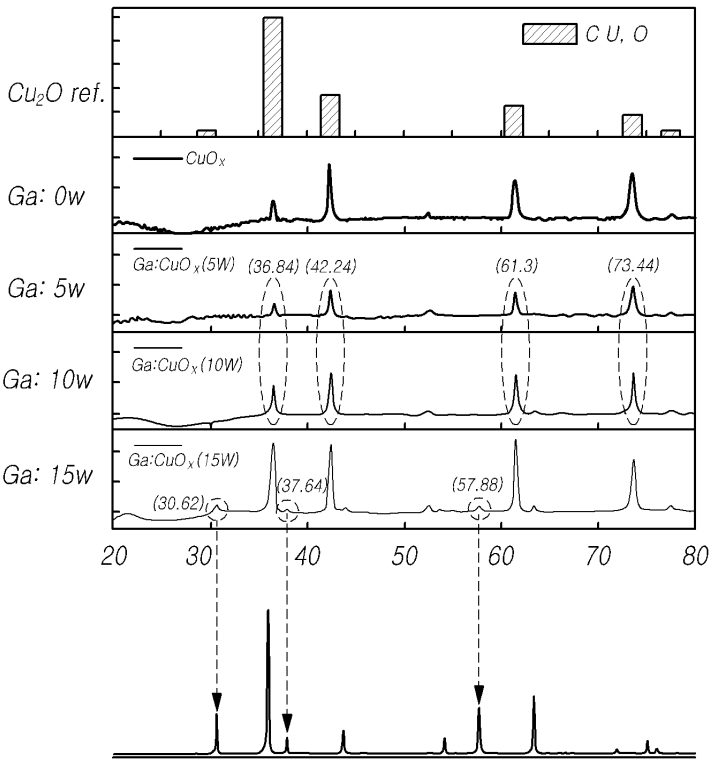 C U, O
Cu₂O ref.
CuOₓ
Ga: 0w
Ga:CuOₓ(5W)
(36.84)
(42.24)
(61.3)
(73.44)
Ga: 5w
Ga:CuOₓ(10W)
Ga: 10w
Ga:CuOₓ(15W)
Ga: 15w
(30.62)
(37.64)
(57.88)
20 30 40 50 60 70 80